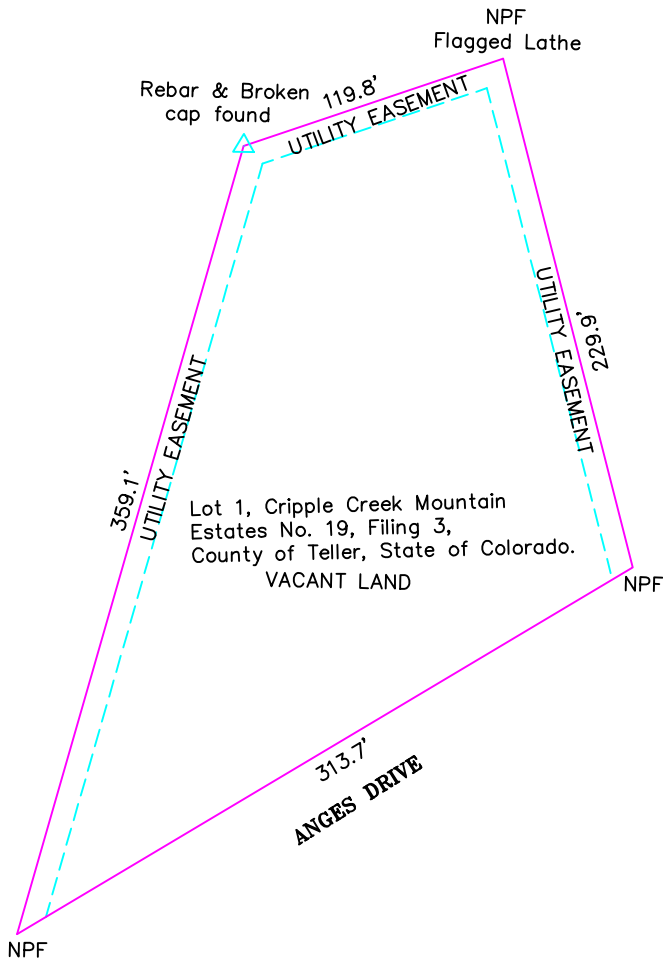 NPF
Flagged Lathe
Rebar & Broken
cap found
119.8'
UTILITY EASEMENT
UTILITY EASEMENT
229.9'
UTILITY EASEMENT
359.1'
Lot 1, Cripple Creek Mountain
Estates No. 19, Filing 3,
County of Teller, State of Colorado.
VACANT LAND
NPF
313.7'
ANGES DRIVE
NPF